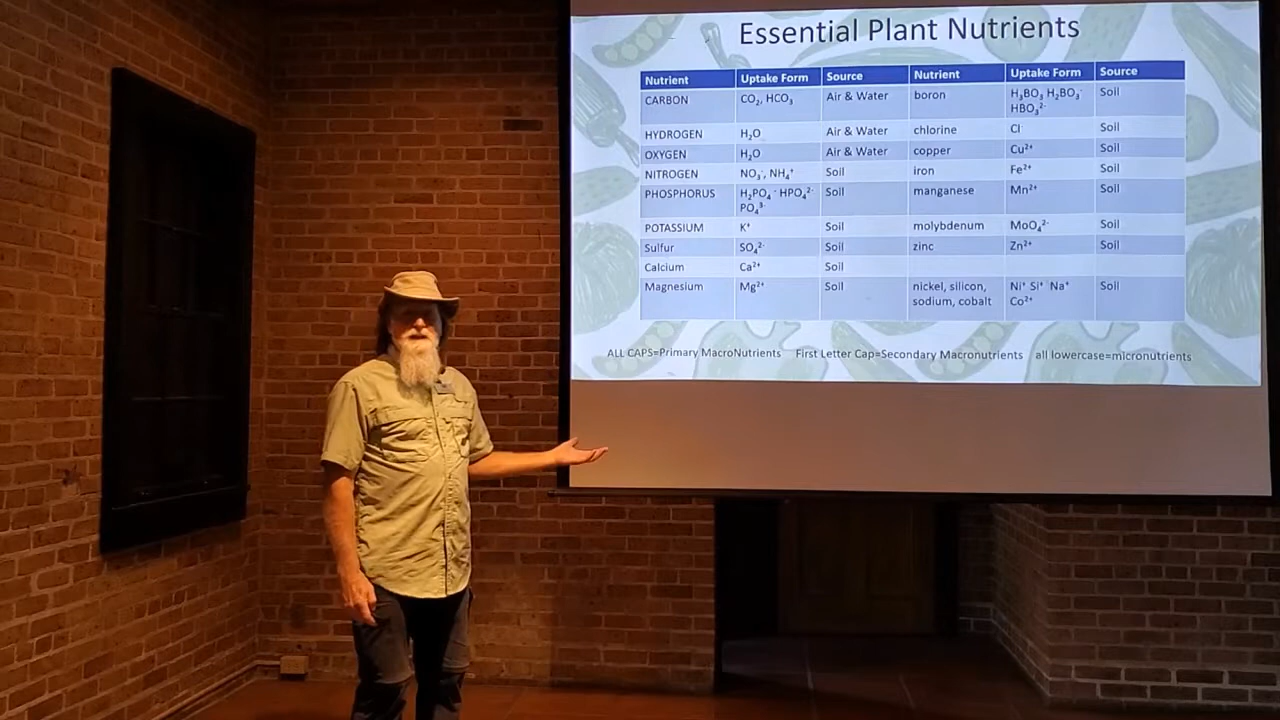 Essential Plant Nutrients
Nutrient Uptake Form Source Nutrient Uptake Form Source
CARBON CO₂, HCO₃ Air & Water boron H₃BO₃ H₂BO₃⁻ Soil
HBO₃²⁻
HYDROGEN H₂O Air & Water chlorine Cl⁻ Soil
OXYGEN H₂O Air & Water copper Cu²⁺ Soil
NITROGEN NO₃⁻, NH₄⁺ Soil iron Fe²⁺ Soil
PHOSPHORUS H₂PO₄⁻ HPO₄²⁻ Soil manganese Mn²⁺ Soil
PO₄³⁻
POTASSIUM K⁺ Soil molybdenum MoO₄²⁻ Soil
Sulfur SO₄²⁻ Soil zinc Zn²⁺ Soil
Calcium Ca²⁺ Soil
Magnesium Mg²⁺ Soil nickel, silicon, Ni⁺ Si⁺ Na⁺ Soil
sodium, cobalt Co²⁺
ALL CAPS=Primary MacroNutrients First Letter Cap=Secondary Macronutrients all lowercase=micronutrients